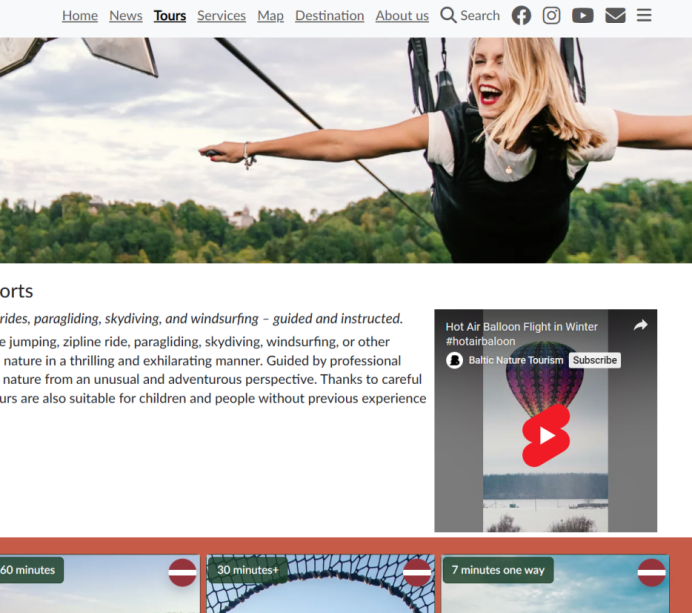 Home News Tours Services Map Destination About us Search
orts
rides, paragliding, skydiving, and windsurfing – guided and instructed.
e jumping, zipline ride, paragliding, skydiving, windsurfing, or other
nature in a thrilling and exhilarating manner. Guided by professional
nature from an unusual and adventurous perspective. Thanks to careful
urs are also suitable for children and people without previous experience
Hot Air Balloon Flight in Winter
#hotairbaloon
Baltic Nature Tourism Subscribe
60 minutes
30 minutes+
7 minutes one way